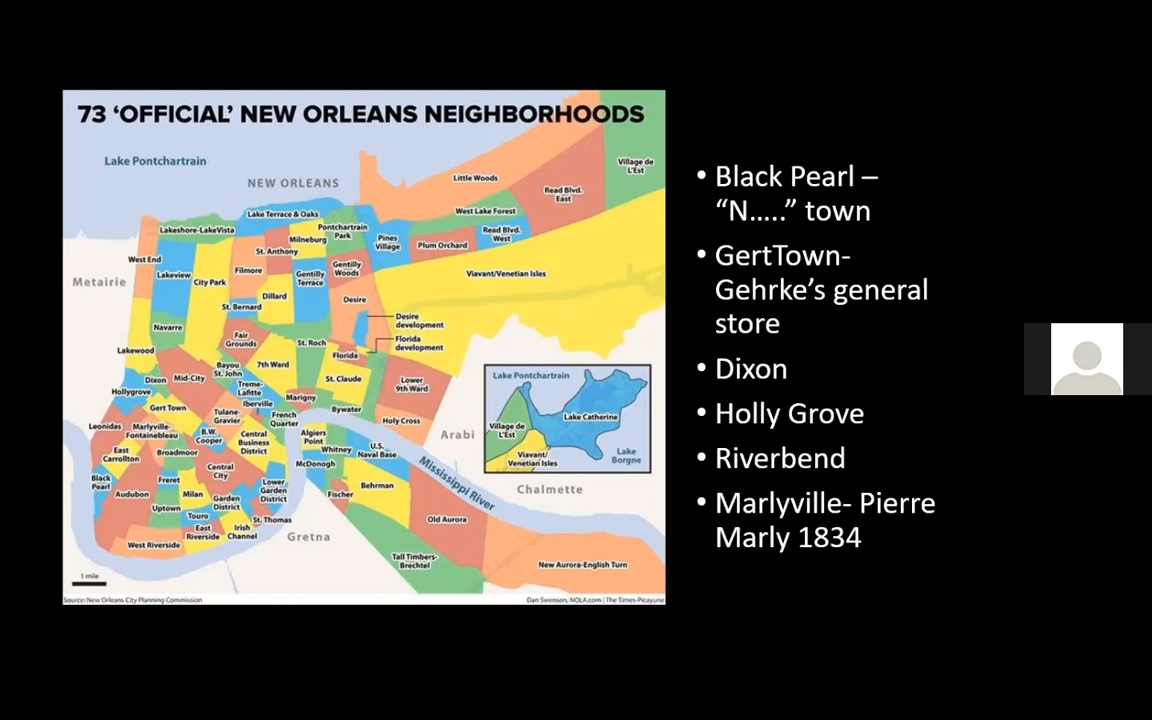 73 ‘OFFICIAL’ NEW ORLEANS NEIGHBORHOODS
Lake Pontchartrain
NEW ORLEANS
Little Woods
Village de
L'Est
Read Blvd.
East
Lake Terrace & Oaks
West Lake Forest
Lakeshore-LakeVista
Pontchartrain
Park
Milneburg
Pines
Village
Plum Orchard
Read Blvd.
West
St. Anthony
West End
Lakeview
City Park
Filmore
Gentilly
Terrace
Gentilly
Woods
Viavant/Venetian Isles
Metairie
Dillard
Desire
St. Bernard
Desire
development
Navarre
Fair
Grounds
St. Roch
Florida
development
Florida
Lakewood
Bayou
St. John
7th Ward
Dixon
Mid-City
St. Claude
Lower
9th Ward
Hollygrove
Treme-
Lafitte
Iberville
Marigny
Gert Town
Tulane-
Gravier
French
Quarter
Bywater
Holy Cross
Leonidas
Marlyville-
Fontainebleau
B.W.
Cooper
Central
Business
District
Algiers
Point
Whitney
U.S.
Naval Base
Arabi
East
Carrollton
Broadmoor
McDonogh
Mississippi River
Central
City
Black
Pearl
Audubon
Freret
Milan
Lower
Garden
District
Garden
District
Fischer
Behrman
Chalmette
Uptown
Touro
St. Thomas
East
Riverside
Irish
Channel
West Riverside
Gretna
Old Aurora
Tall Timbers-
Brechtel
New Aurora-English Turn
1 mile
Lake Pontchartrain
Lake Catherine
Village de
L'Est
Viavant/
Venetian Isles
Lake
Borgne
Source: New Orleans City Planning Commission
Dan Swenson, NOLA.com | The Times-Picayune
• Black Pearl –
“N.....” town
• GertTown-
Gehrke’s general
store
• Dixon
• Holly Grove
• Riverbend
• Marlyville- Pierre
Marly 1834